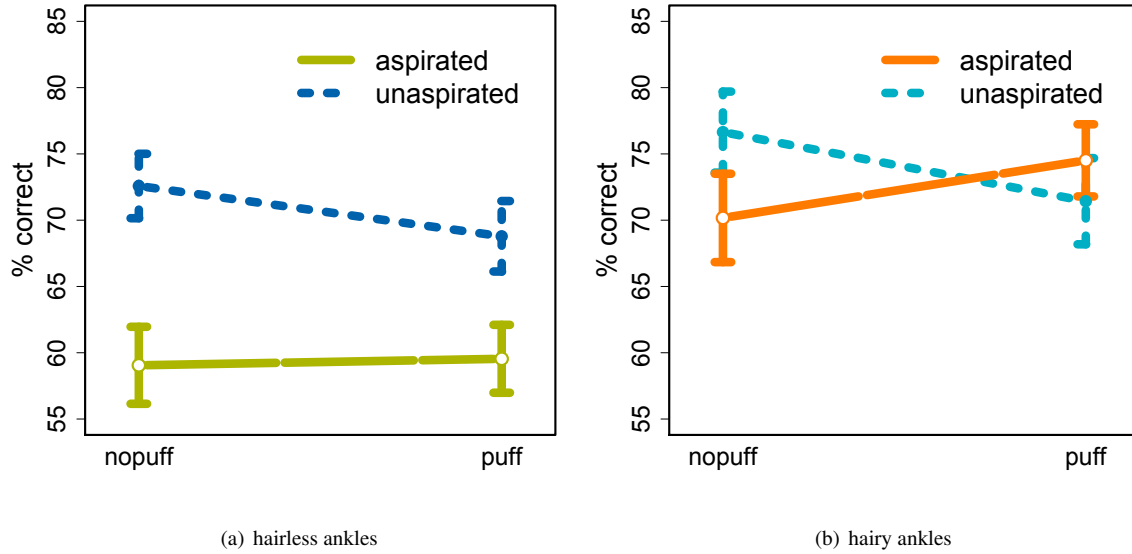 85
80
75
70
65
60
55
% correct
aspirated
unaspirated
nopuff
puff
(a) hairless ankles
85
80
75
70
65
60
55
% correct
aspirated
unaspirated
nopuff
puff
(b) hairy ankles